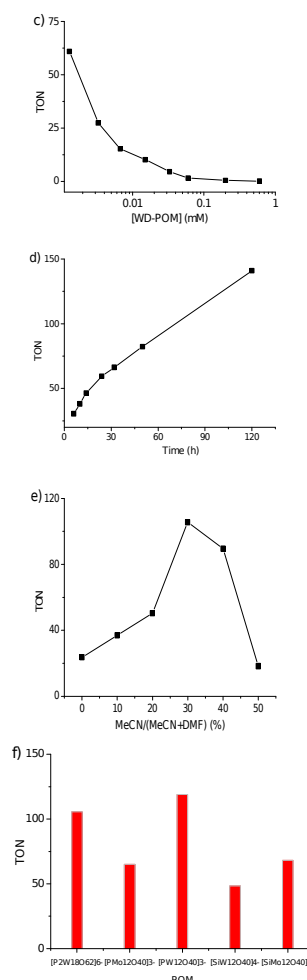 c)
75
50
25
0
TON
0.01
0.1
1
[WD-POM] (mM)
d)
150
100
50
TON
0
30
60
90
120
Time (h)
e)
120
80
40
0
TON
0
10
20
30
40
50
MeCN/(MeCN+DMF) (%)
f)
150
100
50
0
TON
[P2W18O62]6-
[PMo12O40]3-
[PW12O40]3-
[SiW12O40]4-
[SiMo12O40]
POM